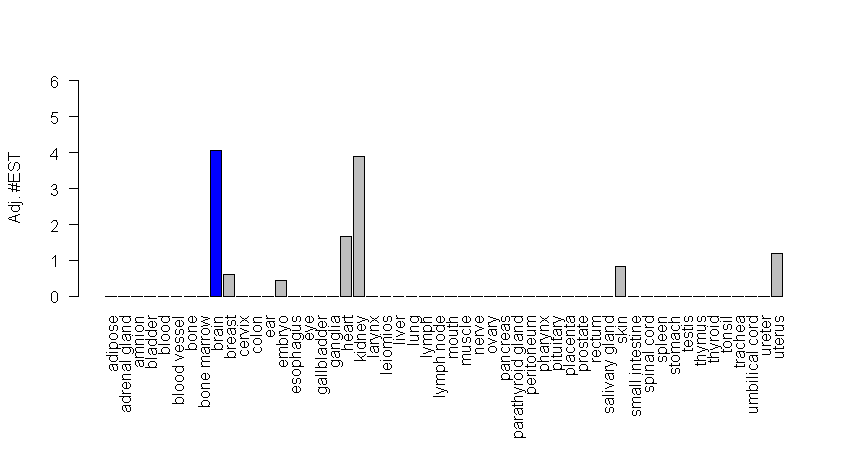 6
5
4
3
2
1
0
Adj. #EST
adipose
adrenal gland
amnion
bladder
blood
blood vessel
bone
bone marrow
brain
breast
cervix
colon
ear
embryo
esophagus
eye
gallbladder
ganglia
heart
kidney
larynx
leiomios
liver
lung
lymph
lymph node
mouth
muscle
nerve
ovary
pancreas
parathyroid gland
peritoneum
pharynx
pituitary
placenta
prostate
rectum
salivary gland
skin
small intestine
spinal cord
spleen
stomach
testis
thymus
thyroid
tonsil
trachea
umbilical cord
ureter
uterus